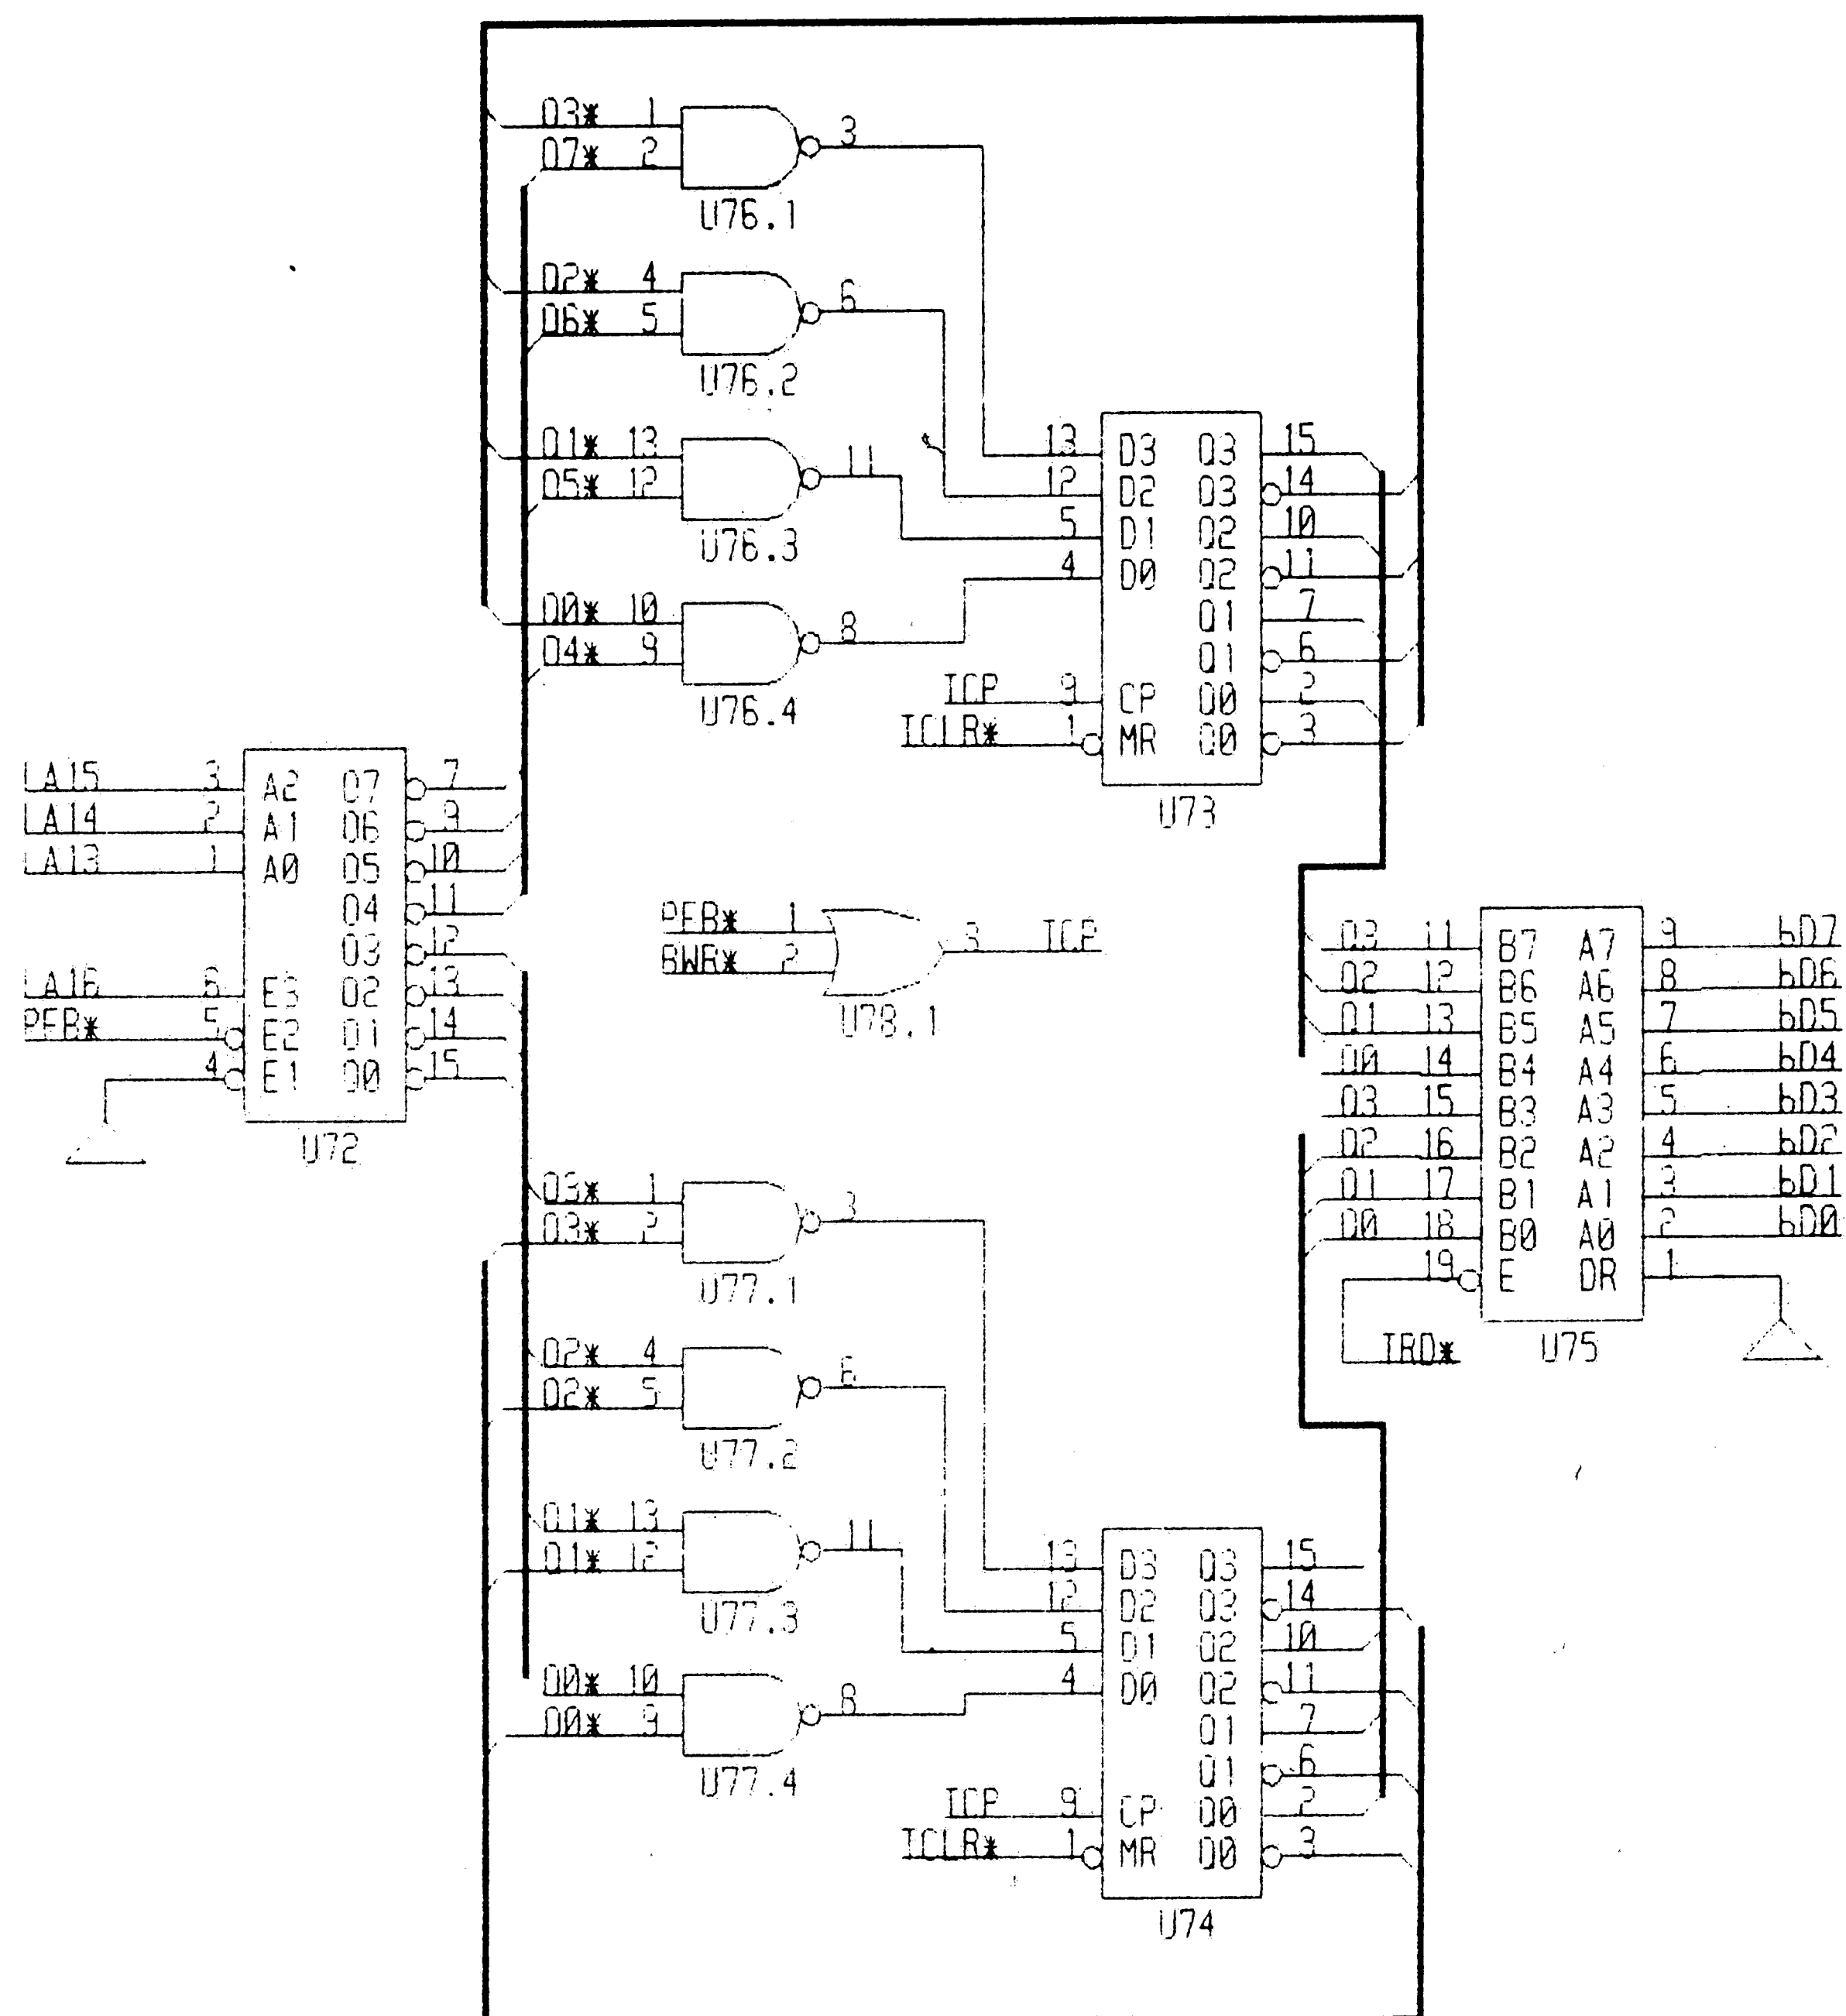 Q3* 1
O7* 2
3
U76.1
Q2* 4
O6* 5
6
U76.2
Q1* 13
O5* 12
11
U76.3
Q0* 10
O4* 9
8
U76.4
13 D3 Q3 15
12 D2 Q3 14
5 D1 Q2 10
4 D0 Q2 11
Q1 7
Q1 6
ICP 9 CP Q0 2
ICLR* 1 MR Q0 3
U73
LA15 3 A2 O7 7
LA14 2 A1 O6 9
LA13 1 A0 O5 10
O4 11
O3 12
LA16 6 E3 O2 13
PFB* 5 E2 O1 14
4 E1 O0 15
U72
PFB* 1
BWR* 2
3 ICP
U78.1
Q3 11 B7 A7 9 bD7
Q2 12 B6 A6 8 bD6
Q1 13 B5 A5 7 bD5
Q0 14 B4 A4 6 bD4
Q3 15 B3 A3 5 bD3
Q2 16 B2 A2 4 bD2
Q1 17 B1 A1 3 bD1
Q0 18 B0 A0 2 bD0
19 E DR 1
IRD*
U75
O3* 1
Q3* 2
3
U77.1
O2* 4
Q2* 5
6
U77.2
O1* 13
Q1* 12
11
U77.3
O0* 10
Q0* 9
8
U77.4
13 D3 Q3 15
12 D2 Q3 14
5 D1 Q2 10
4 D0 Q2 11
Q1 7
Q1 6
ICP 9 CP Q0 2
ICLR* 1 MR Q0 3
U74